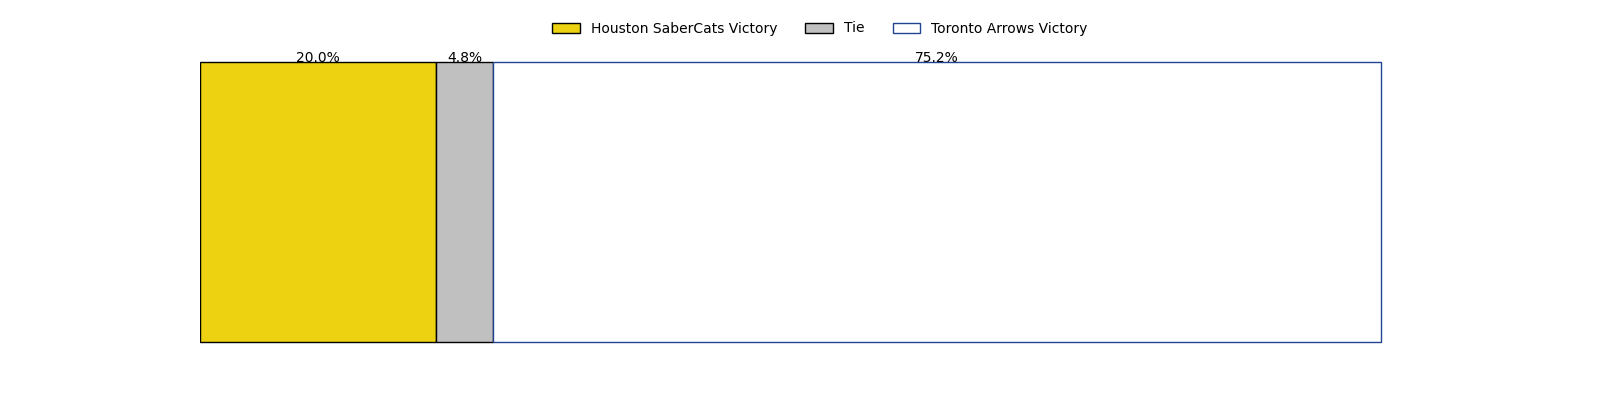 Houston SaberCats Victory Tie Toronto Arrows Victory
20.0% 4.8% 75.2%